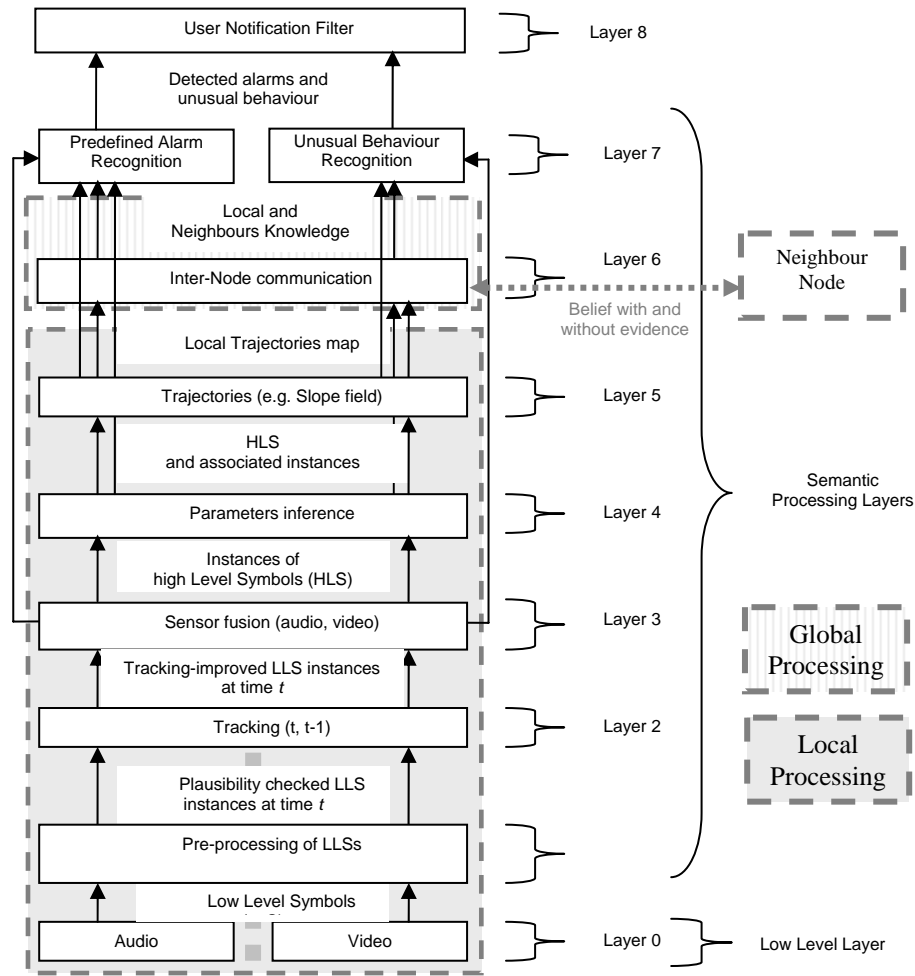 User Notification Filter
Layer 8
Detected alarms and
unusual behaviour
Predefined Alarm
Recognition
Unusual Behaviour
Recognition
Layer 7
Local and
Neighbours Knowledge
Inter-Node communication
Layer 6
Neighbour
Node
Belief with and
without evidence
Local Trajectories map
Trajectories (e.g. Slope field)
Layer 5
HLS
and associated instances
Parameters inference
Layer 4
Semantic
Processing Layers
Instances of
high Level Symbols (HLS)
Sensor fusion (audio, video)
Layer 3
Global
Processing
Tracking-improved LLS instances
at time t
Tracking (t, t-1)
Layer 2
Local
Processing
Plausibility checked LLS
instances at time t
Pre-processing of LLSs
Low Level Symbols
Audio
Video
Layer 0
Low Level Layer